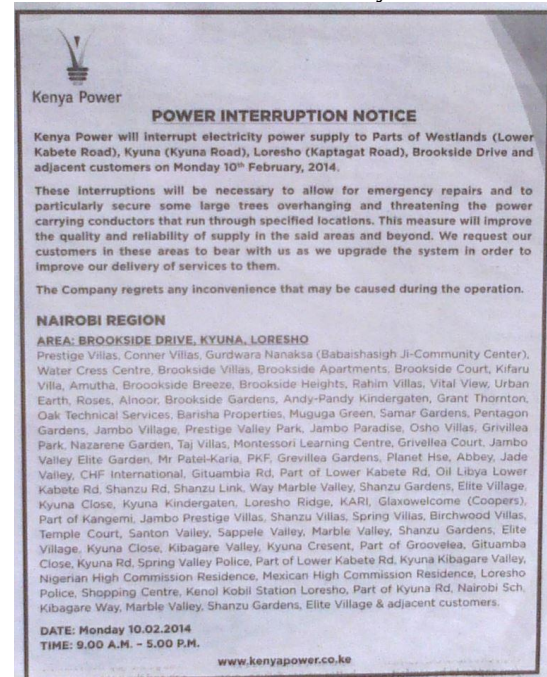 Kenya Power
POWER INTERRUPTION NOTICE
Kenya Power will interrupt electricity power supply to Parts of Westlands (Lower
Kabete Road), Kyuna (Kyuna Road), Loresho (Kaptagat Road), Brookside Drive and
adjacent customers on Monday 10th February, 2014.
These interruptions will be necessary to allow for emergency repairs and to
particularly secure some large trees overhanging and threatening the power
carrying conductors that run through specified locations. This measure will improve
the quality and reliability of supply in the said areas and beyond. We request our
customers in these areas to bear with us as we upgrade the system in order to
improve our delivery of services to them.
The Company regrets any inconvenience that may be caused during the operation.
NAIROBI REGION
AREA: BROOKSIDE DRIVE, KYUNA, LORESHO
Prestige Villas, Conner Villas, Gurdwara Nanaksa (Babaishasigh Ji-Community Center),
Water Cress Centre, Brookside Villas, Brookside Apartments, Brookside Court, Kifaru
Villa, Amutha, Broookside Breeze, Brookside Heights, Rahim Villas, Vital View, Urban
Earth, Roses, Alnoor, Brookside Gardens, Andy-Pandy Kindergaten, Grant Thornton,
Oak Technical Services, Barisha Properties, Muguga Green, Samar Gardens, Pentagon
Gardens, Jambo Village, Prestige Valley Park, Jambo Paradise, Osho Villas, Grivillea
Park, Nazarene Garden, Taj Villas, Montessori Learning Centre, Grivellea Court, Jambo
Valley Elite Garden, Mr Patel-Karia, PKF, Grevillea Gardens, Planet Hse, Abbey, Jade
Valley, CHF International, Gituambia Rd, Part of Lower Kabete Rd, Oil Libya Lower
Kabete Rd, Shanzu Rd, Shanzu Link, Way Marble Valley, Shanzu Gardens, Elite Village,
Kyuna Close, Kyuna Kindergaten, Loresho Ridge, KARI, Glaxowelcome (Coopers),
Part of Kangemi, Jambo Prestige Villas, Shanzu Villas, Spring Villas, Birchwood Villas,
Temple Court, Santon Valley, Sappele Valley, Marble Valley, Shanzu Gardens, Elite
Village, Kyuna Close, Kibagare Valley, Kyuna Cresent, Part of Groovelea, Gituamba
Close, Kyuna Rd, Spring Valley Police, Part of Lower Kabete Rd, Kyuna Kibagare Valley,
Nigerian High Commission Residence, Mexican High Commission Residence, Loresho
Police, Shopping Centre, Kenol Kobil Station Loresho, Part of Kyuna Rd, Nairobi Sch,
Kibagare Way, Marble Valley, Shanzu Gardens, Elite Village & adjacent customers.
DATE: Monday 10.02.2014
TIME: 9.00 A.M. – 5.00 P.M.
www.kenyapower.co.ke